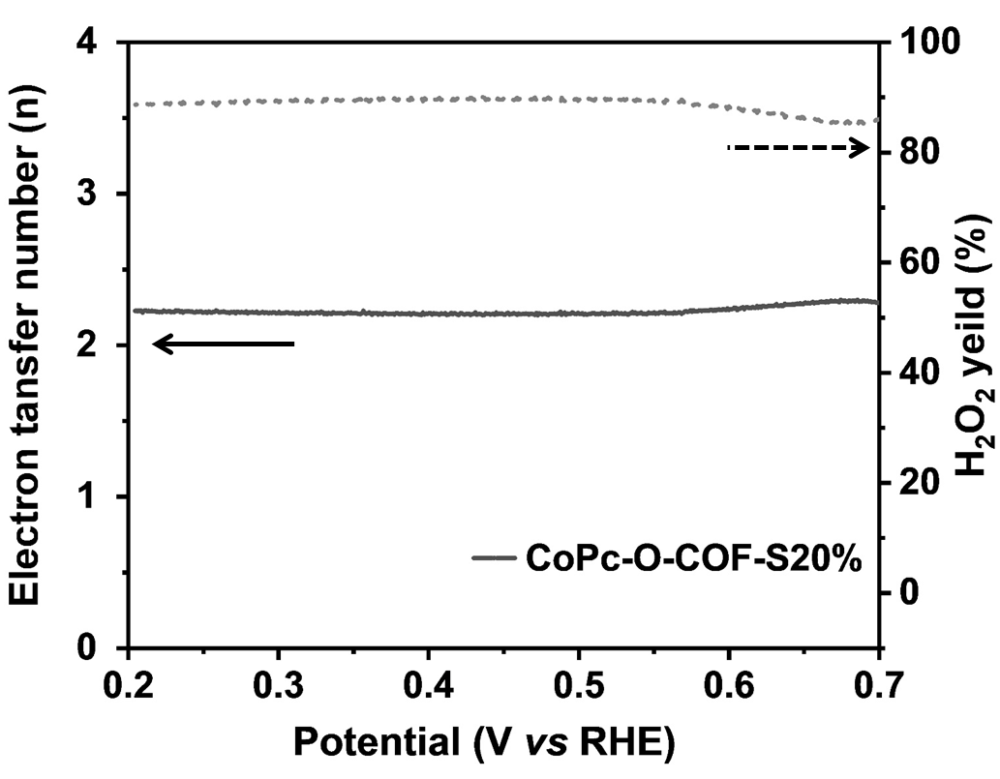 Electron tansfer number (n)
4
3
2
1
0
100
80
60
40
20
0
H₂O₂ yeild (%)
CoPc-O-COF-S20%
0.2 0.3 0.4 0.5 0.6 0.7
Potential (V vs RHE)